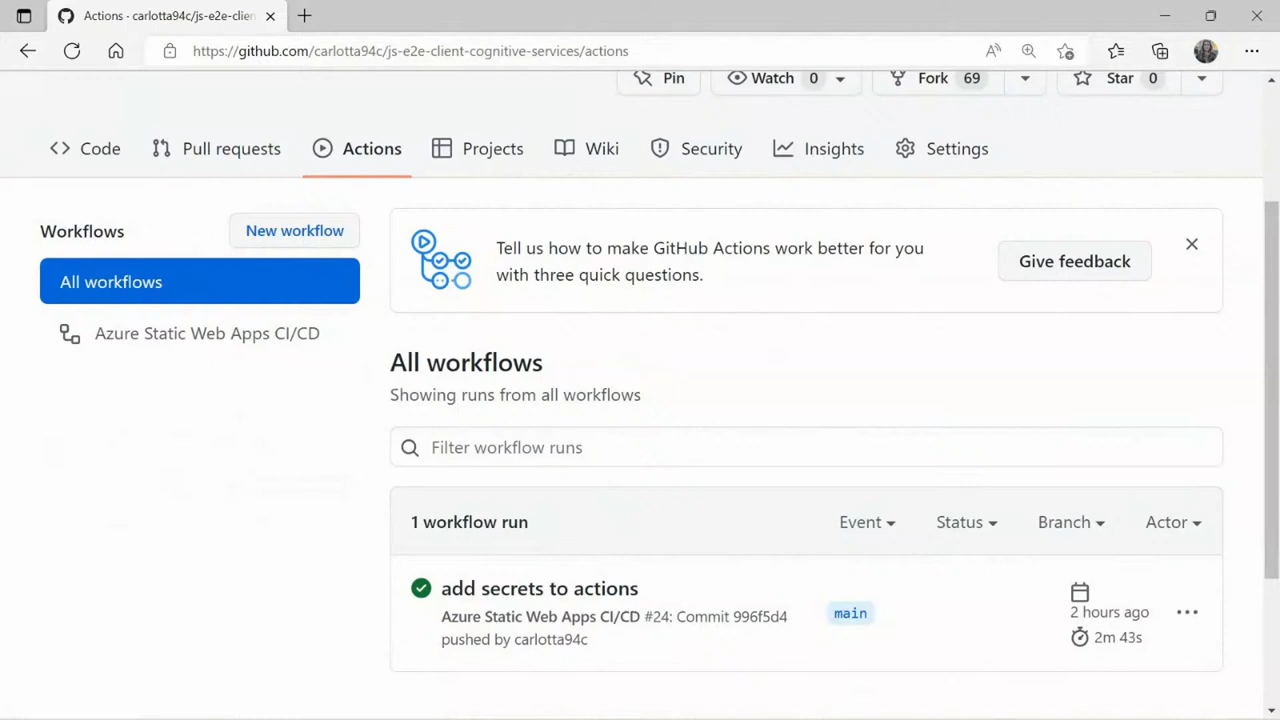 Actions · carlotta94c/js-e2e-clien
https://github.com/carlotta94c/js-e2e-client-cognitive-services/actions
Pin
Watch 0
Fork 69
Star 0
Code
Pull requests
Actions
Projects
Wiki
Security
Insights
Settings
Workflows
New workflow
All workflows
Azure Static Web Apps CI/CD
Tell us how to make GitHub Actions work better for you
with three quick questions.
Give feedback
All workflows
Showing runs from all workflows
Filter workflow runs
1 workflow run
Event
Status
Branch
Actor
add secrets to actions
Azure Static Web Apps CI/CD #24: Commit 996f5d4
pushed by carlotta94c
main
2 hours ago
2m 43s